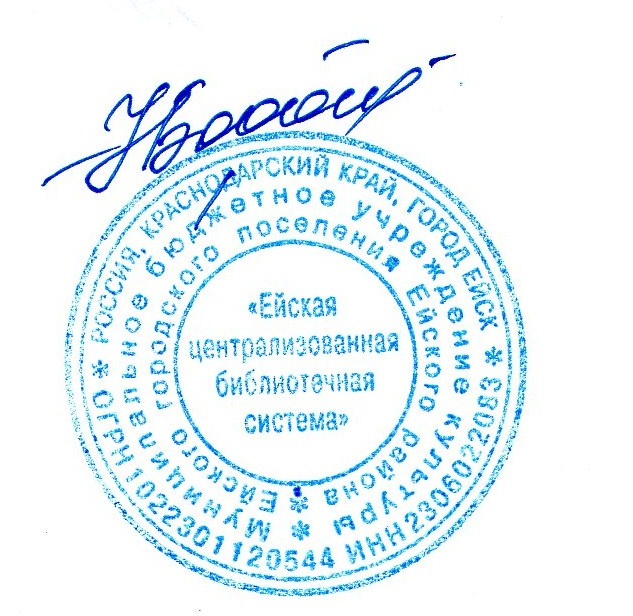 * РОССИЯ, КРАСНОДАРСКИЙ КРАЙ, ГОРОД ЕЙСК *
ОГРН 1022301120544 ИНН 2306022083
* Муниципальное бюджетное учреждение культуры
* Ейского городского поселения Ейского района
«Ейская
централизованная
библиотечная
система»